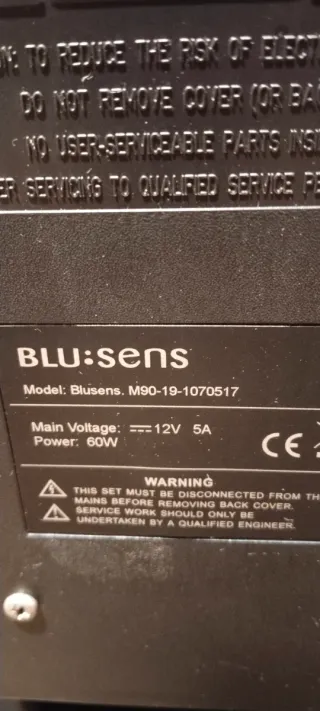 TO REDUCE THE RISK OF
DO NOT REMOVE COVER (OR
NO USER-SERVICEABLE PARTS
SERVICING TO QUALIFIED SERVICE
BLU:sens
Model: Blusens. M90-19-1070517
Main Voltage: ⎓12V 5A
Power: 60W
CE
WARNING
THIS SET MUST BE DISCONNECTED FROM
MAINS BEFORE REMOVING BACK COVER.
SERVICE WORK SHOULD ONLY BE
UNDERTAKEN BY A QUALIFIED ENGINEER.